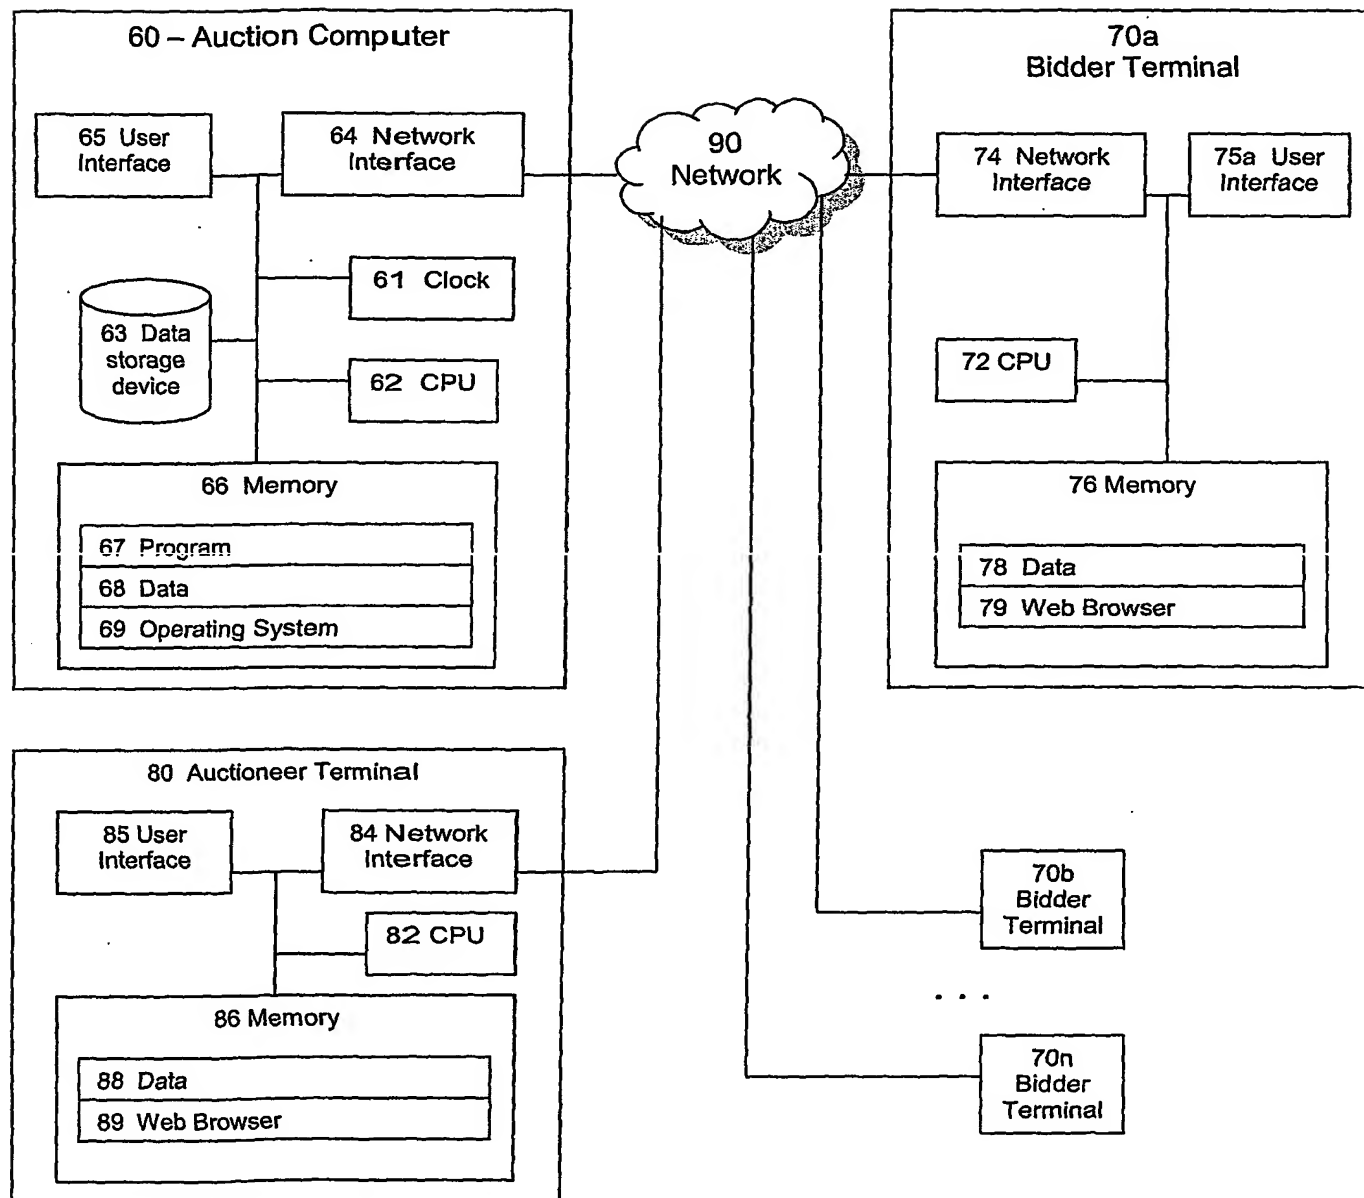 60 – Auction Computer
65 User
Interface
64 Network
Interface
61 Clock
63 Data
storage
device
62 CPU
66 Memory
67 Program
68 Data
69 Operating System
90
Network
70a
Bidder Terminal
74 Network
Interface
75a User
Interface
72 CPU
76 Memory
78 Data
79 Web Browser
80 Auctioneer Terminal
85 User
Interface
84 Network
Interface
82 CPU
86 Memory
88 Data
89 Web Browser
70b
Bidder
Terminal
. . .
70n
Bidder
Terminal